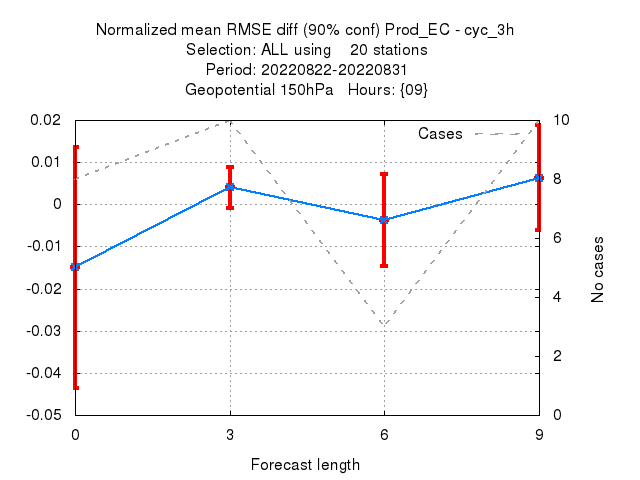 Normalized mean RMSE diff (90% conf) Prod_EC - cyc_3h
Selection: ALL using    20 stations
Period: 20220822-20220831
Geopotential 150hPa   Hours: {09}
Cases
0.02
0.01
0
-0.01
-0.02
-0.03
-0.04
-0.05
10
8
6
4
2
0
No cases
0 3 6 9
Forecast length